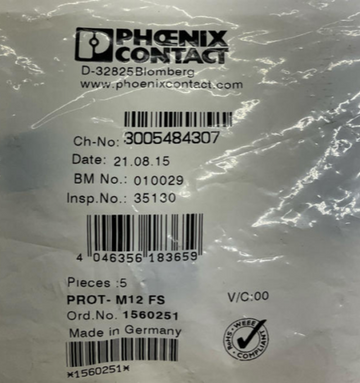 PHŒNIX
CONTACT
D-32825 Blomberg
www.phoenixcontact.com
Ch-No: 3005484307
Date: 21.08.15
BM No.: 010029
Insp.No.: 35130
4 046356 183659
Pieces :5
PROT- M12 FS V/C:00
Ord.No. 1560251
Made in Germany
WEEE
RoHS
COMPLIANT
*1560251*